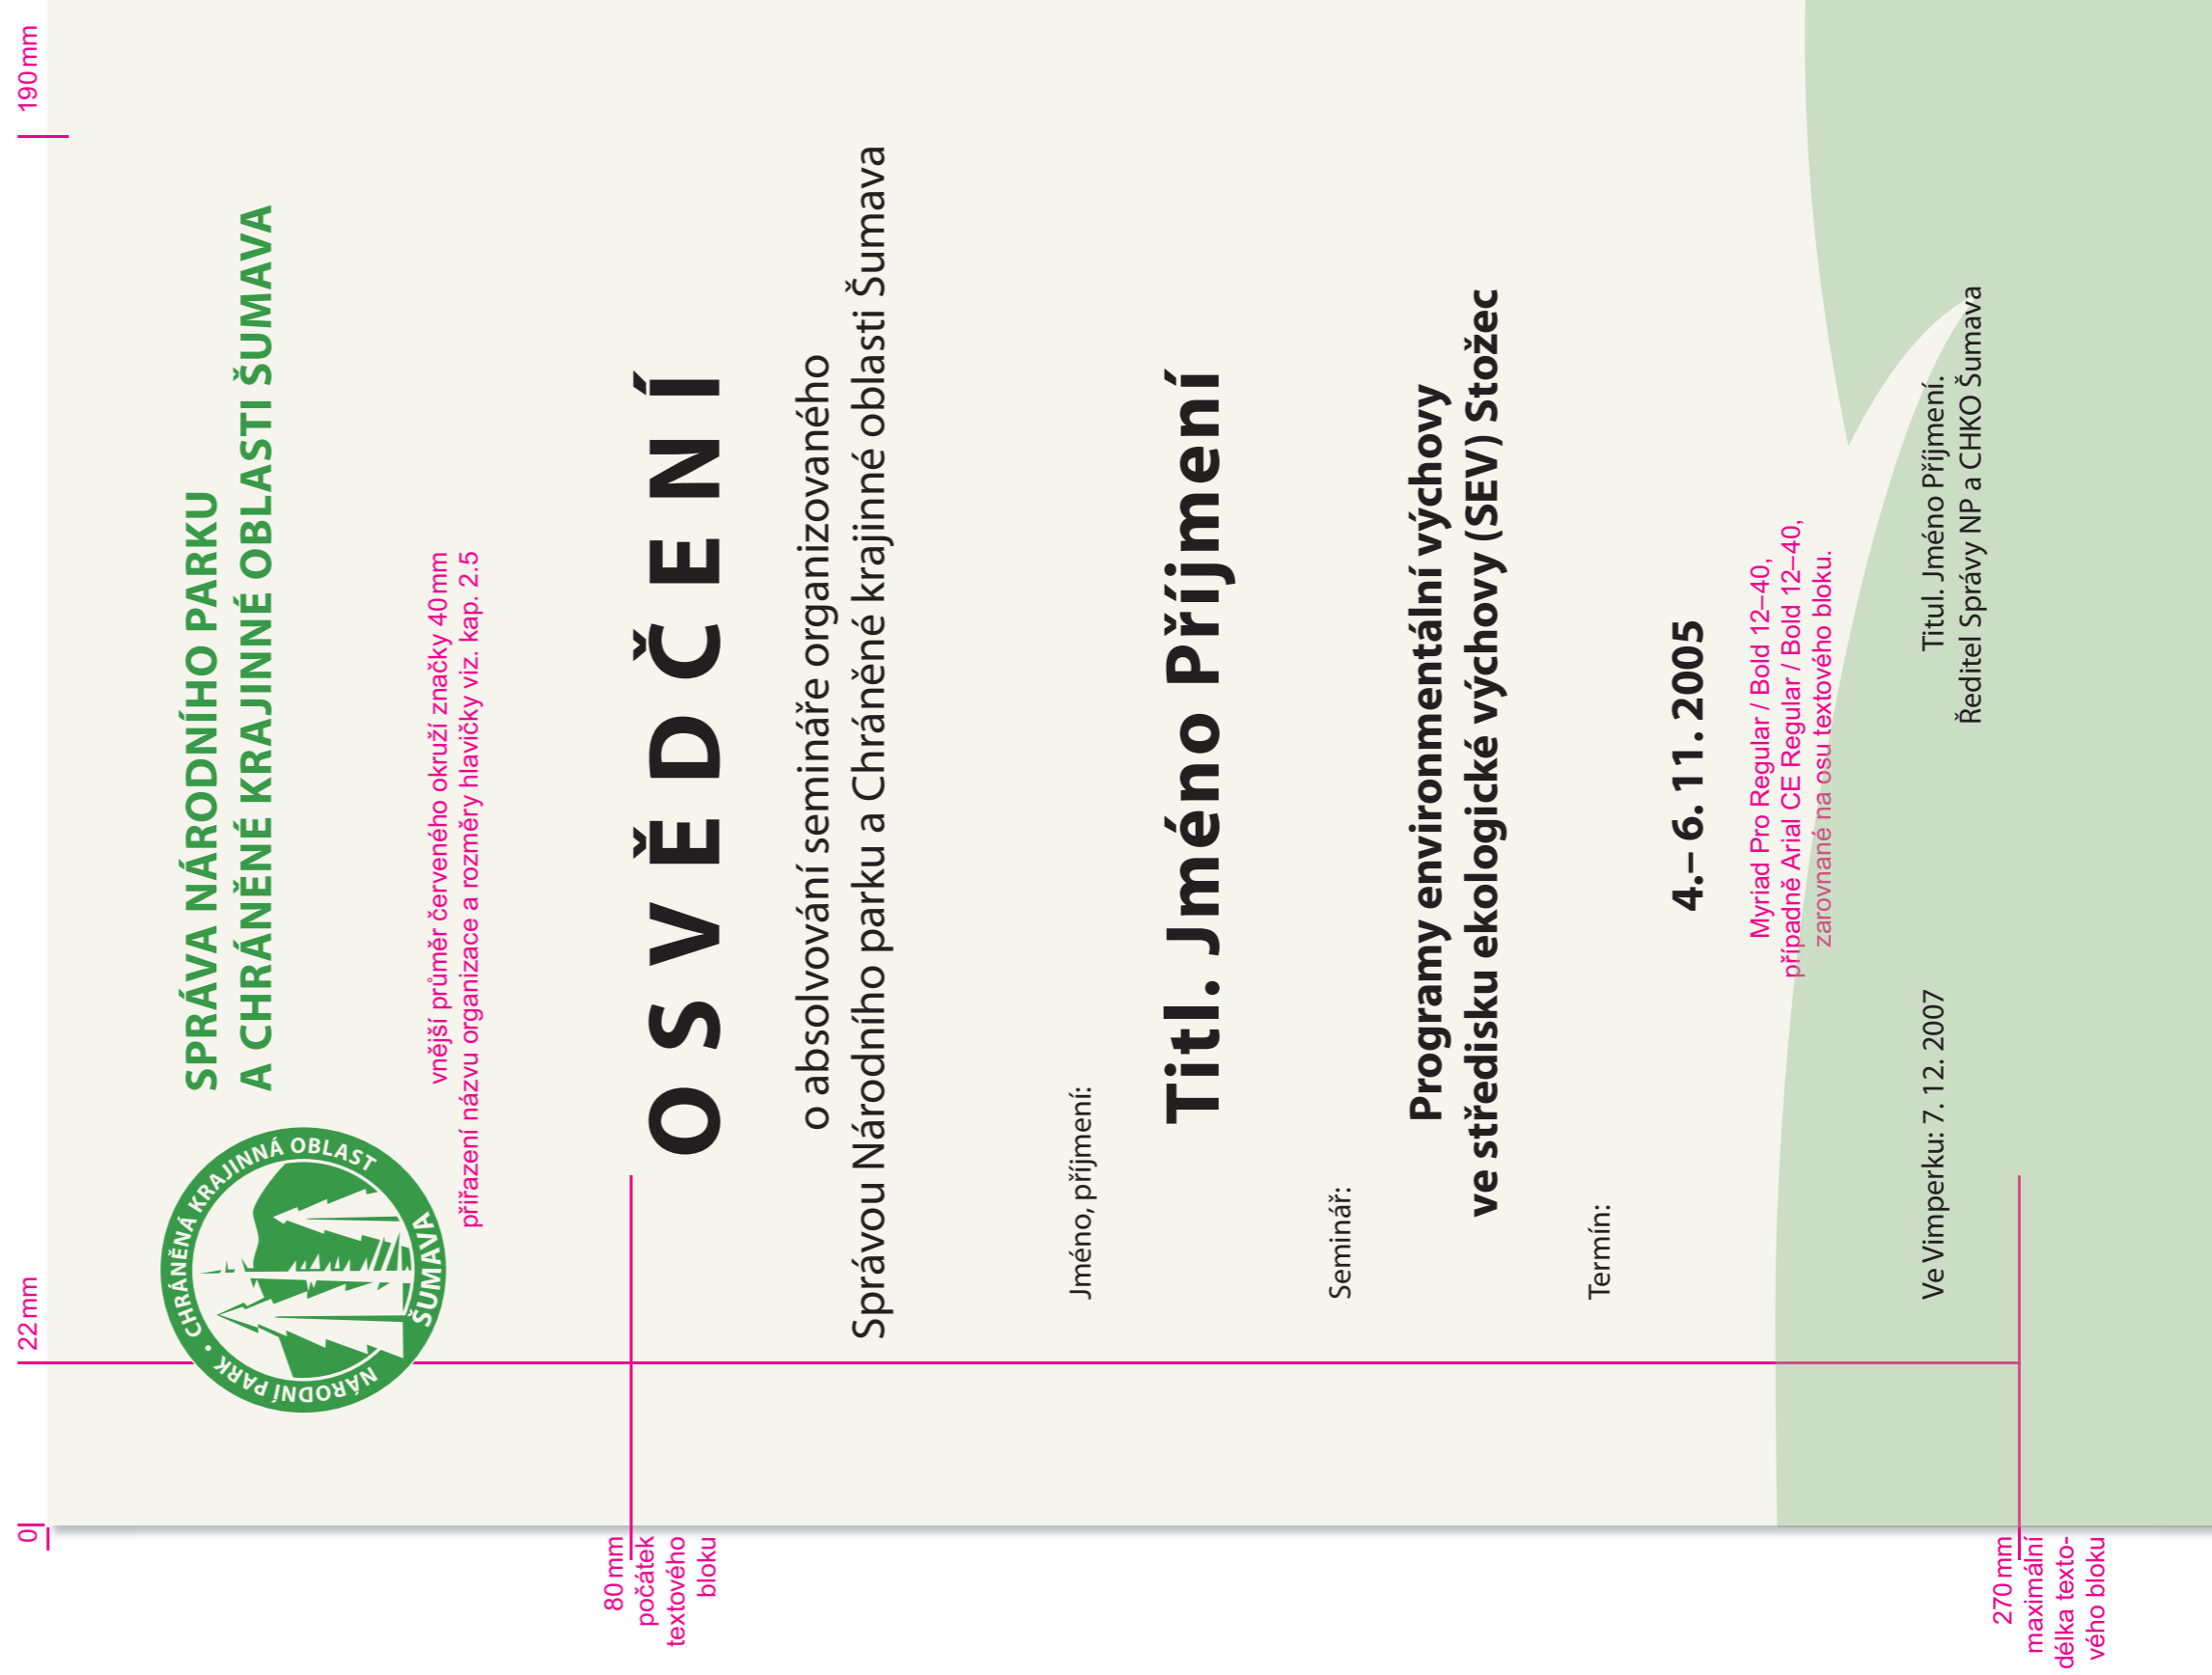 0
22 mm
190 mm
NÁRODNÍ PARK • CHRÁNĚNÁ KRAJINNÁ OBLAST
ŠUMAVA
SPRÁVA NÁRODNÍHO PARKU
A CHRÁNĚNÉ KRAJINNÉ OBLASTI ŠUMAVA
vnější průměr červeného okruží značky 40 mm
přiřazení názvu organizace a rozměry hlavičky viz. kap. 2.5
80 mm
počátek
textového
bloku
OSVĚDČENÍ
o absolvování semináře organizovaného
Správou Národního parku a Chráněné krajinné oblasti Šumava
Jméno, příjmení:
Titl. Jméno Příjmení
Seminář:
Programy environmentální výchovy
ve středisku ekologické výchovy (SEV) Stožec
Termín:
4.– 6. 11. 2005
Myriad Pro Regular / Bold 12–40,
případně Arial CE Regular / Bold 12–40,
zarovnané na osu textového bloku.
Ve Vimperku: 7. 12. 2007
Titul. Jméno Příjmení.
Ředitel Správy NP a CHKO Šumava
270 mm
maximální
délka texto-
vého bloku